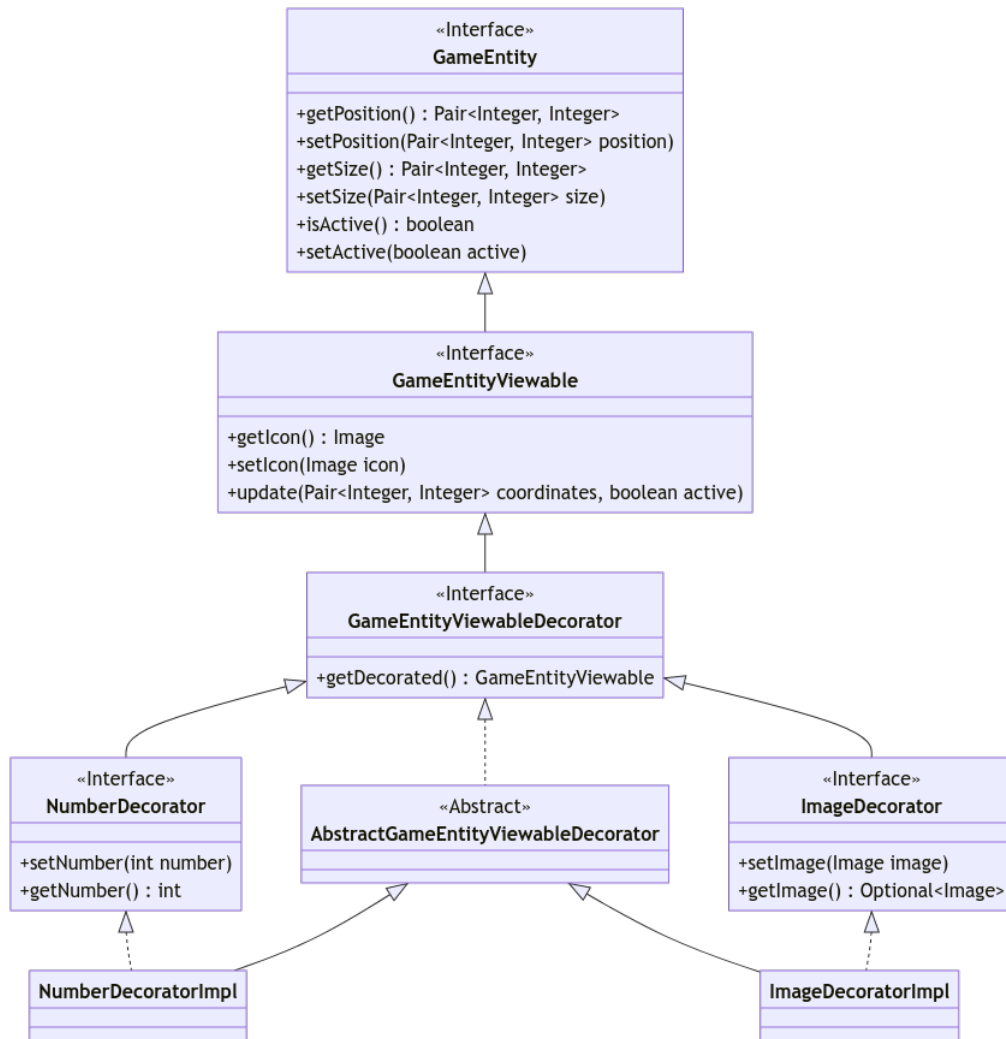 «Interface»
GameEntity
+getPosition() : Pair<Integer, Integer>
+setPosition(Pair<Integer, Integer> position)
+getSize() : Pair<Integer, Integer>
+setSize(Pair<Integer, Integer> size)
+isActive() : boolean
+setActive(boolean active)
«Interface»
GameEntityViewable
+getIcon() : Image
+setIcon(Image icon)
+update(Pair<Integer, Integer> coordinates, boolean active)
«Interface»
GameEntityViewableDecorator
+getDecorated() : GameEntityViewable
«Interface»
NumberDecorator
+setNumber(int number)
+getNumber() : int
«Abstract»
AbstractGameEntityViewableDecorator
«Interface»
ImageDecorator
+setImage(Image image)
+getImage() : Optional<Image>
NumberDecoratorImpl
ImageDecoratorImpl